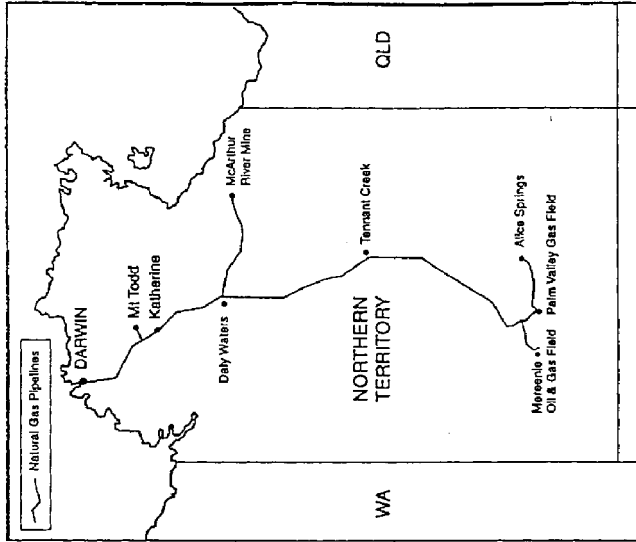 Natural Gas Pipelines
DARWIN
Mt Todd
Katherine
McArthur
River Mine
Daly Waters
QLD
Tennant Creek
NORTHERN
TERRITORY
WA
Alice Springs
Mereenie
Oil & Gas Field
Palm Valley Gas Field